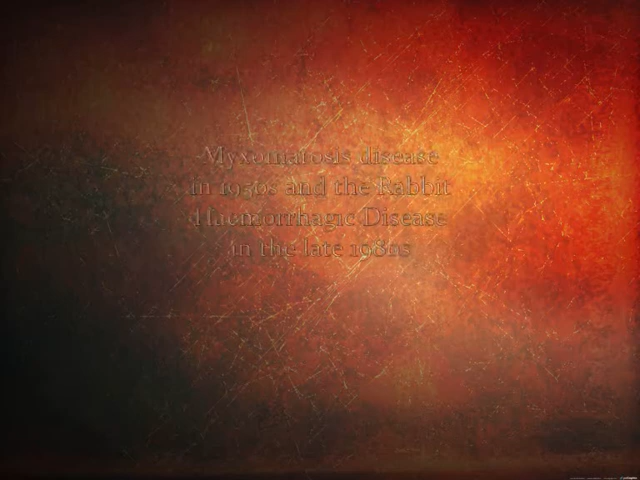 Myxomatosis disease
in 1950s and the Rabbit
Haemorrhagic Disease
in the late 1980s